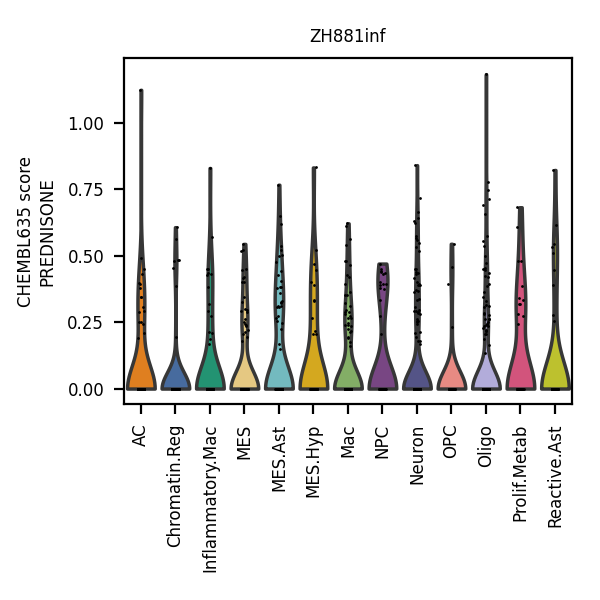 ZH881inf
CHEMBL635 score
PREDNISONE
1.00
0.75
0.50
0.25
0.00
AC
Chromatin.Reg
Inflammatory.Mac
MES
MES.Ast
MES.Hyp
Mac
NPC
Neuron
OPC
Oligo
Prolif.Metab
Reactive.Ast